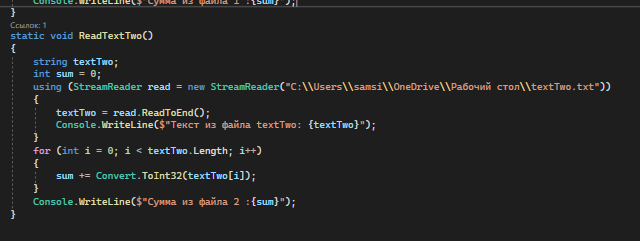 Console.WriteLine($"Сумма из файла 1 :{sum}");
}
Ссылок: 1
static void ReadTextTwo()
{
string textTwo;
int sum = 0;
using (StreamReader read = new StreamReader("C:\\Users\\samsi\\OneDrive\\Рабочий стол\\textTwo.txt"))
{
textTwo = read.ReadToEnd();
Console.WriteLine($"Текст из файла textTwo: {textTwo}");
}
for (int i = 0; i < textTwo.Length; i++)
{
sum += Convert.ToInt32(textTwo[i]);
}
Console.WriteLine($"Сумма из файла 2 :{sum}");
}